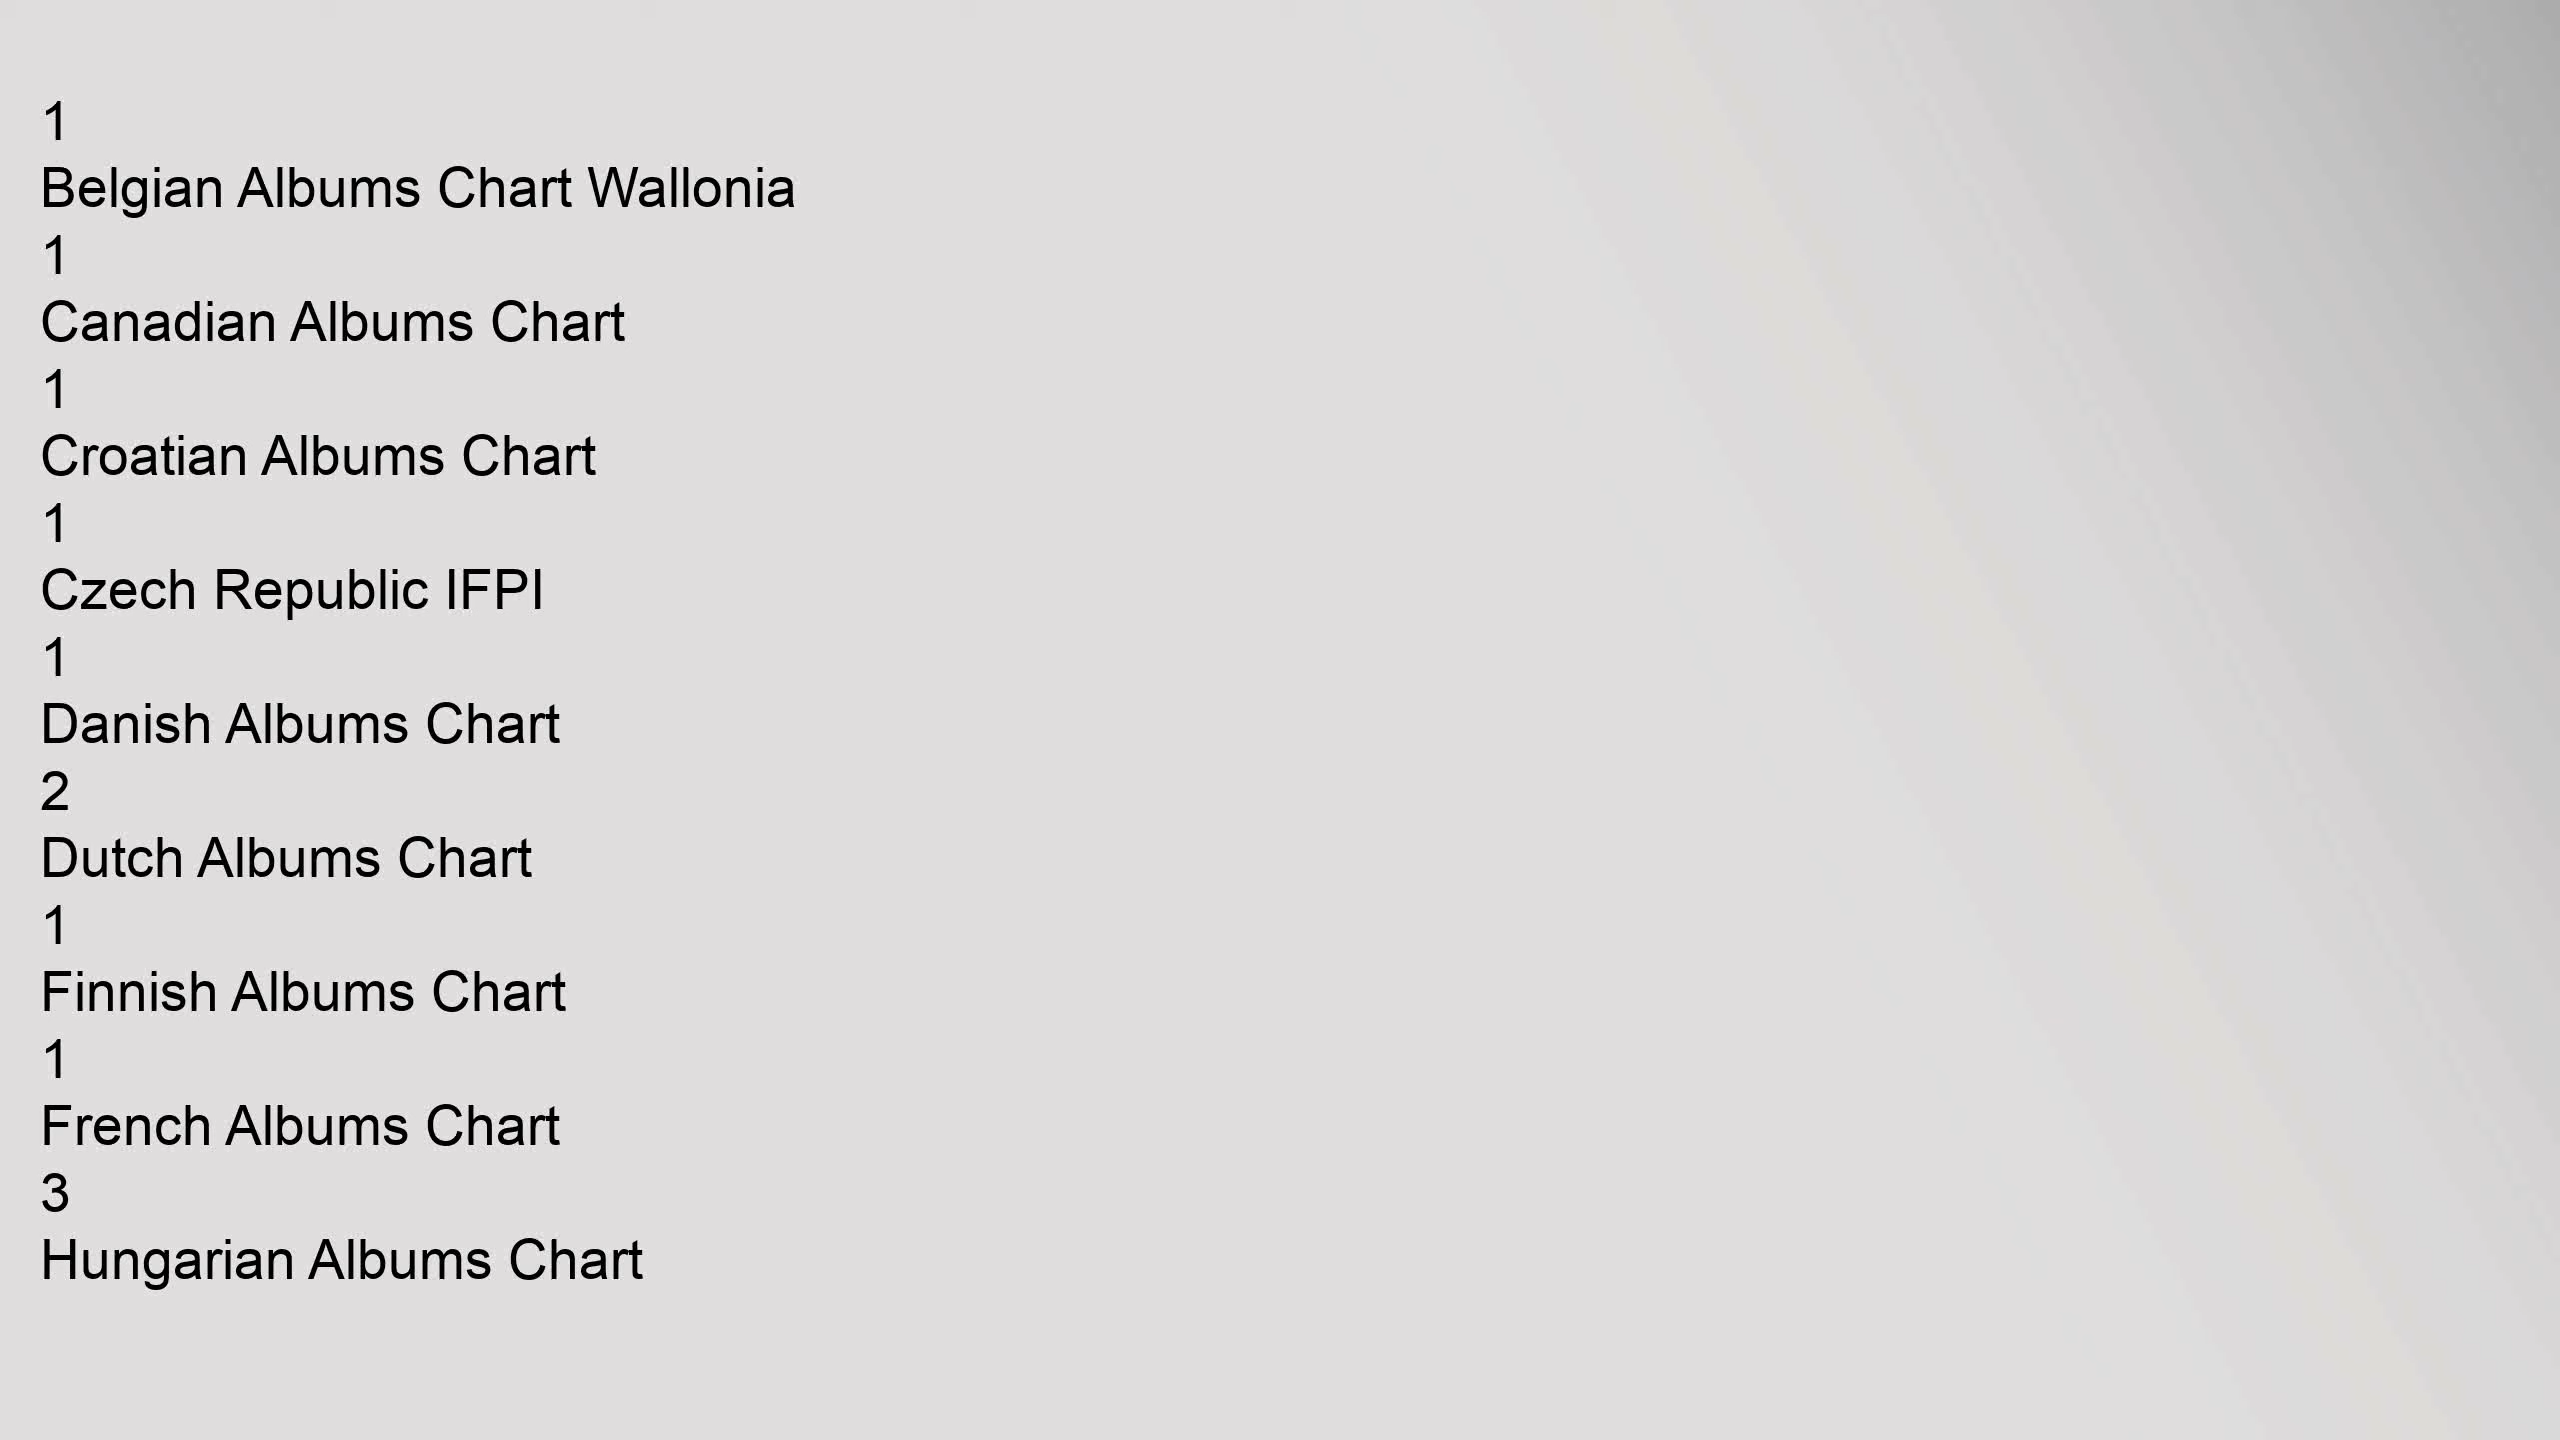 1
Belgian Albums Chart Wallonia
1
Canadian Albums Chart
1
Croatian Albums Chart
1
Czech Republic IFPI
1
Danish Albums Chart
2
Dutch Albums Chart
1
Finnish Albums Chart
1
French Albums Chart
3
Hungarian Albums Chart